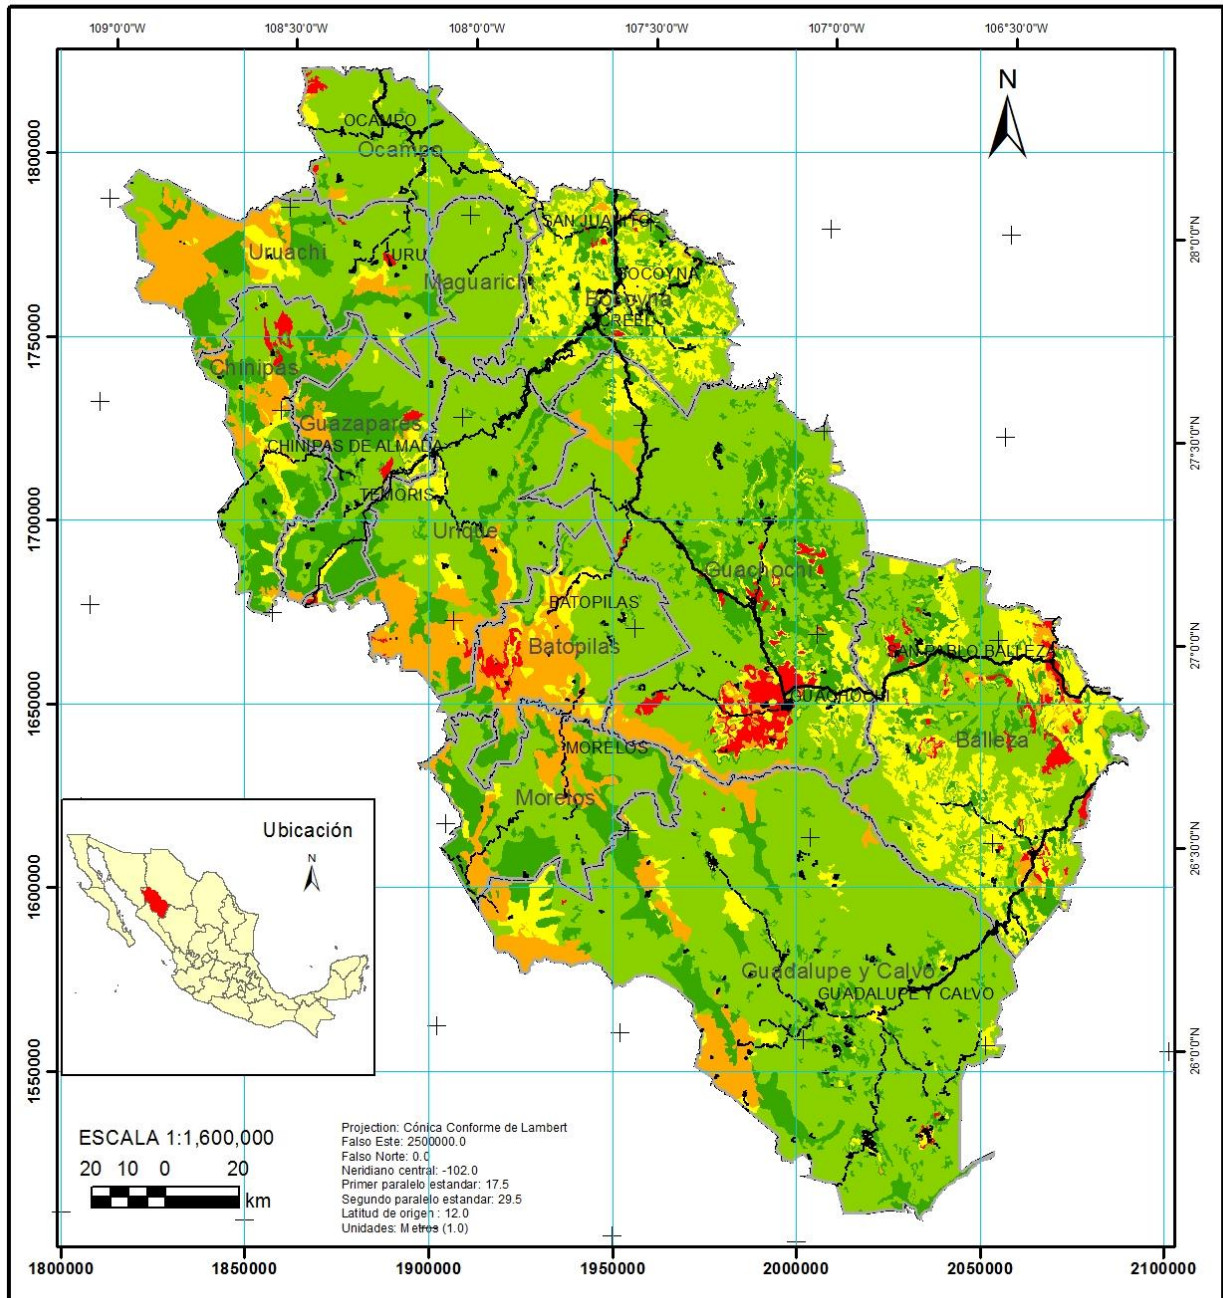 109°0'0"W
108°30'0"W
108°0'0"W
107°30'0"W
107°0'0"W
106°30'0"W
N
1800000
1750000
1700000
1650000
1600000
1550000
28°0'0"N
27°30'0"N
27°0'0"N
26°30'0"N
26°0'0"N
OCAMPO
Ocampo
SAN JUANITO
Uruachi
URU
Maguarichi
BOCOYNA
Bocoyna
CREEL
Chinipas
Guazapares
CHINIPAS DE ALMADA
TEMORIS
Urique
Guachochi
BATOPILAS
Batopilas
SAN PABLO BALLEZA
GUACHOCHI
Balleza
MORELOS
Morelos
Guadalupe y Calvo
GUADALUPE Y CALVO
Ubicación
N
ESCALA 1:1,600,000
20 10 0 20
km
Projection: Cónica Conforme de Lambert
Falso Este: 2500000.0
Falso Norte: 0.0
Neridiano central: -102.0
Primer paralelo estandar: 17.5
Segundo paralelo estandar: 29.5
Latitud de origen : 12.0
Unidades: Metros (1.0)
1800000
1850000
1900000
1950000
2000000
2050000
2100000